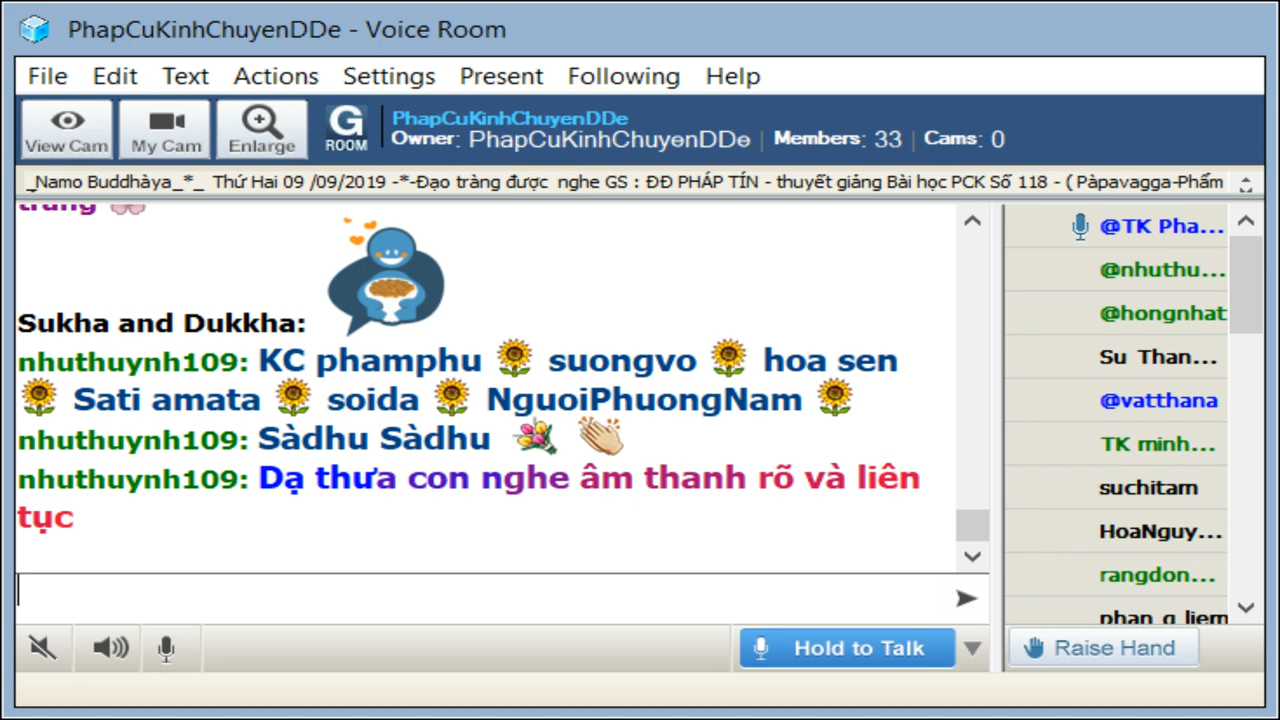 PhapCuKinhChuyenDDe - Voice Room
File Edit Text Actions Settings Present Following Help
View Cam My Cam Enlarge G ROOM
PhapCuKinhChuyenDDe
Owner: PhapCuKinhChuyenDDe | Members: 33 | Cams: 0
_Namo Buddhàya_*_ Thứ Hai 09 /09/2019 -*-Đạo tràng được nghe GS : ĐĐ PHÁP TÍN - thuyết giảng Bài học PCK Số 118 - ( Pàpavagga-Phẩm
Sukha and Dukkha:
nhuthuynh109: KC phamphu suongvo hoa sen
Sati amata soida NguoiPhuongNam
nhuthuynh109: Sàdhu Sàdhu
nhuthuynh109: Dạ thưa con nghe âm thanh rõ và liên
tục
@TK Pha...
@nhuthu...
@hongnhat
Su Than...
@vatthana
TK minh...
suchitam
HoaNguy...
rangdon...
phan q liem
Hold to Talk
Raise Hand